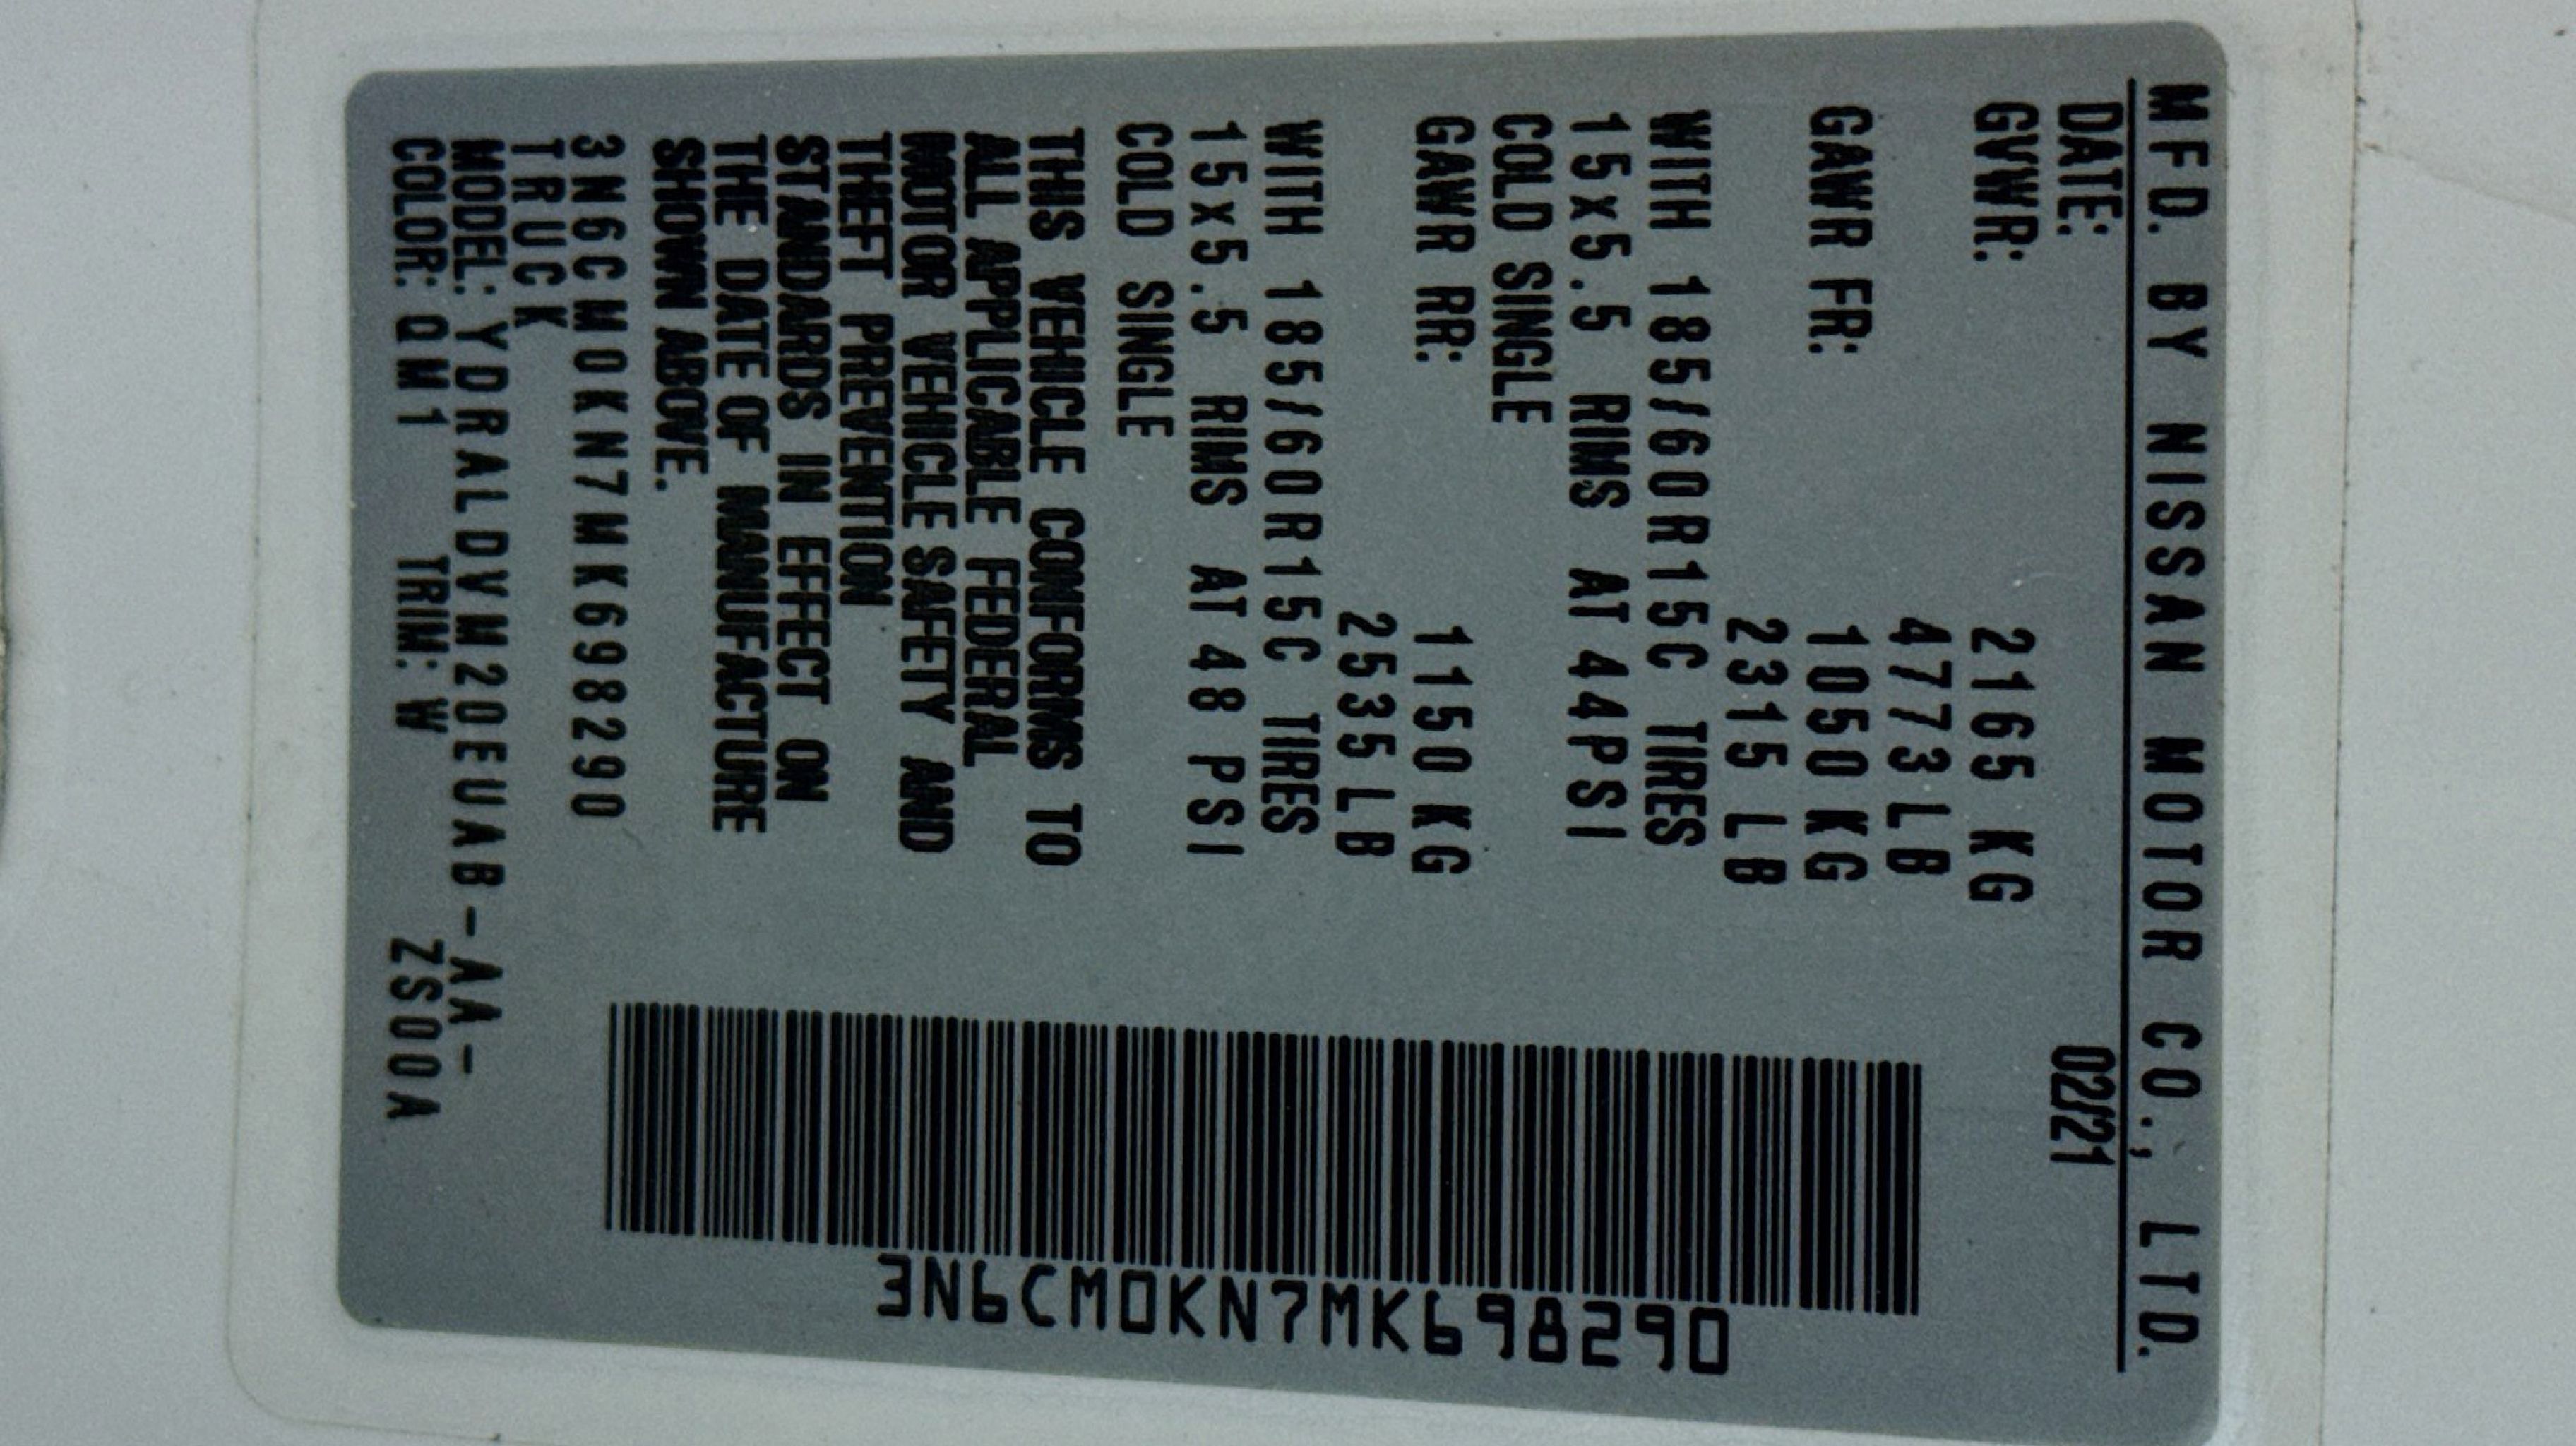 MFD. BY NISSAN MOTOR CO., LTD.
DATE: 02/21
GVWR: 2165 KG
4773 LB
GAWR FR: 1050 KG
2315 LB
WITH 185/60R15C TIRES
15x5.5 RIMS AT 44PSI
COLD SINGLE
GAWR RR: 1150 KG
2535 LB
WITH 185/60R15C TIRES
15x5.5 RIMS AT 48 PSI
COLD SINGLE
THIS VEHICLE CONFORMS TO
ALL APPLICABLE FEDERAL
MOTOR VEHICLE SAFETY AND
THEFT PREVENTION
STANDARDS IN EFFECT ON
THE DATE OF MANUFACTURE
SHOWN ABOVE.
3N6CM0KN7MK698290
TRUCK
MODEL: YDRALDVM20EUAB-AA-
COLOR: QM1 TRIM: W ZS00A
3N6CM0KN7MK698290